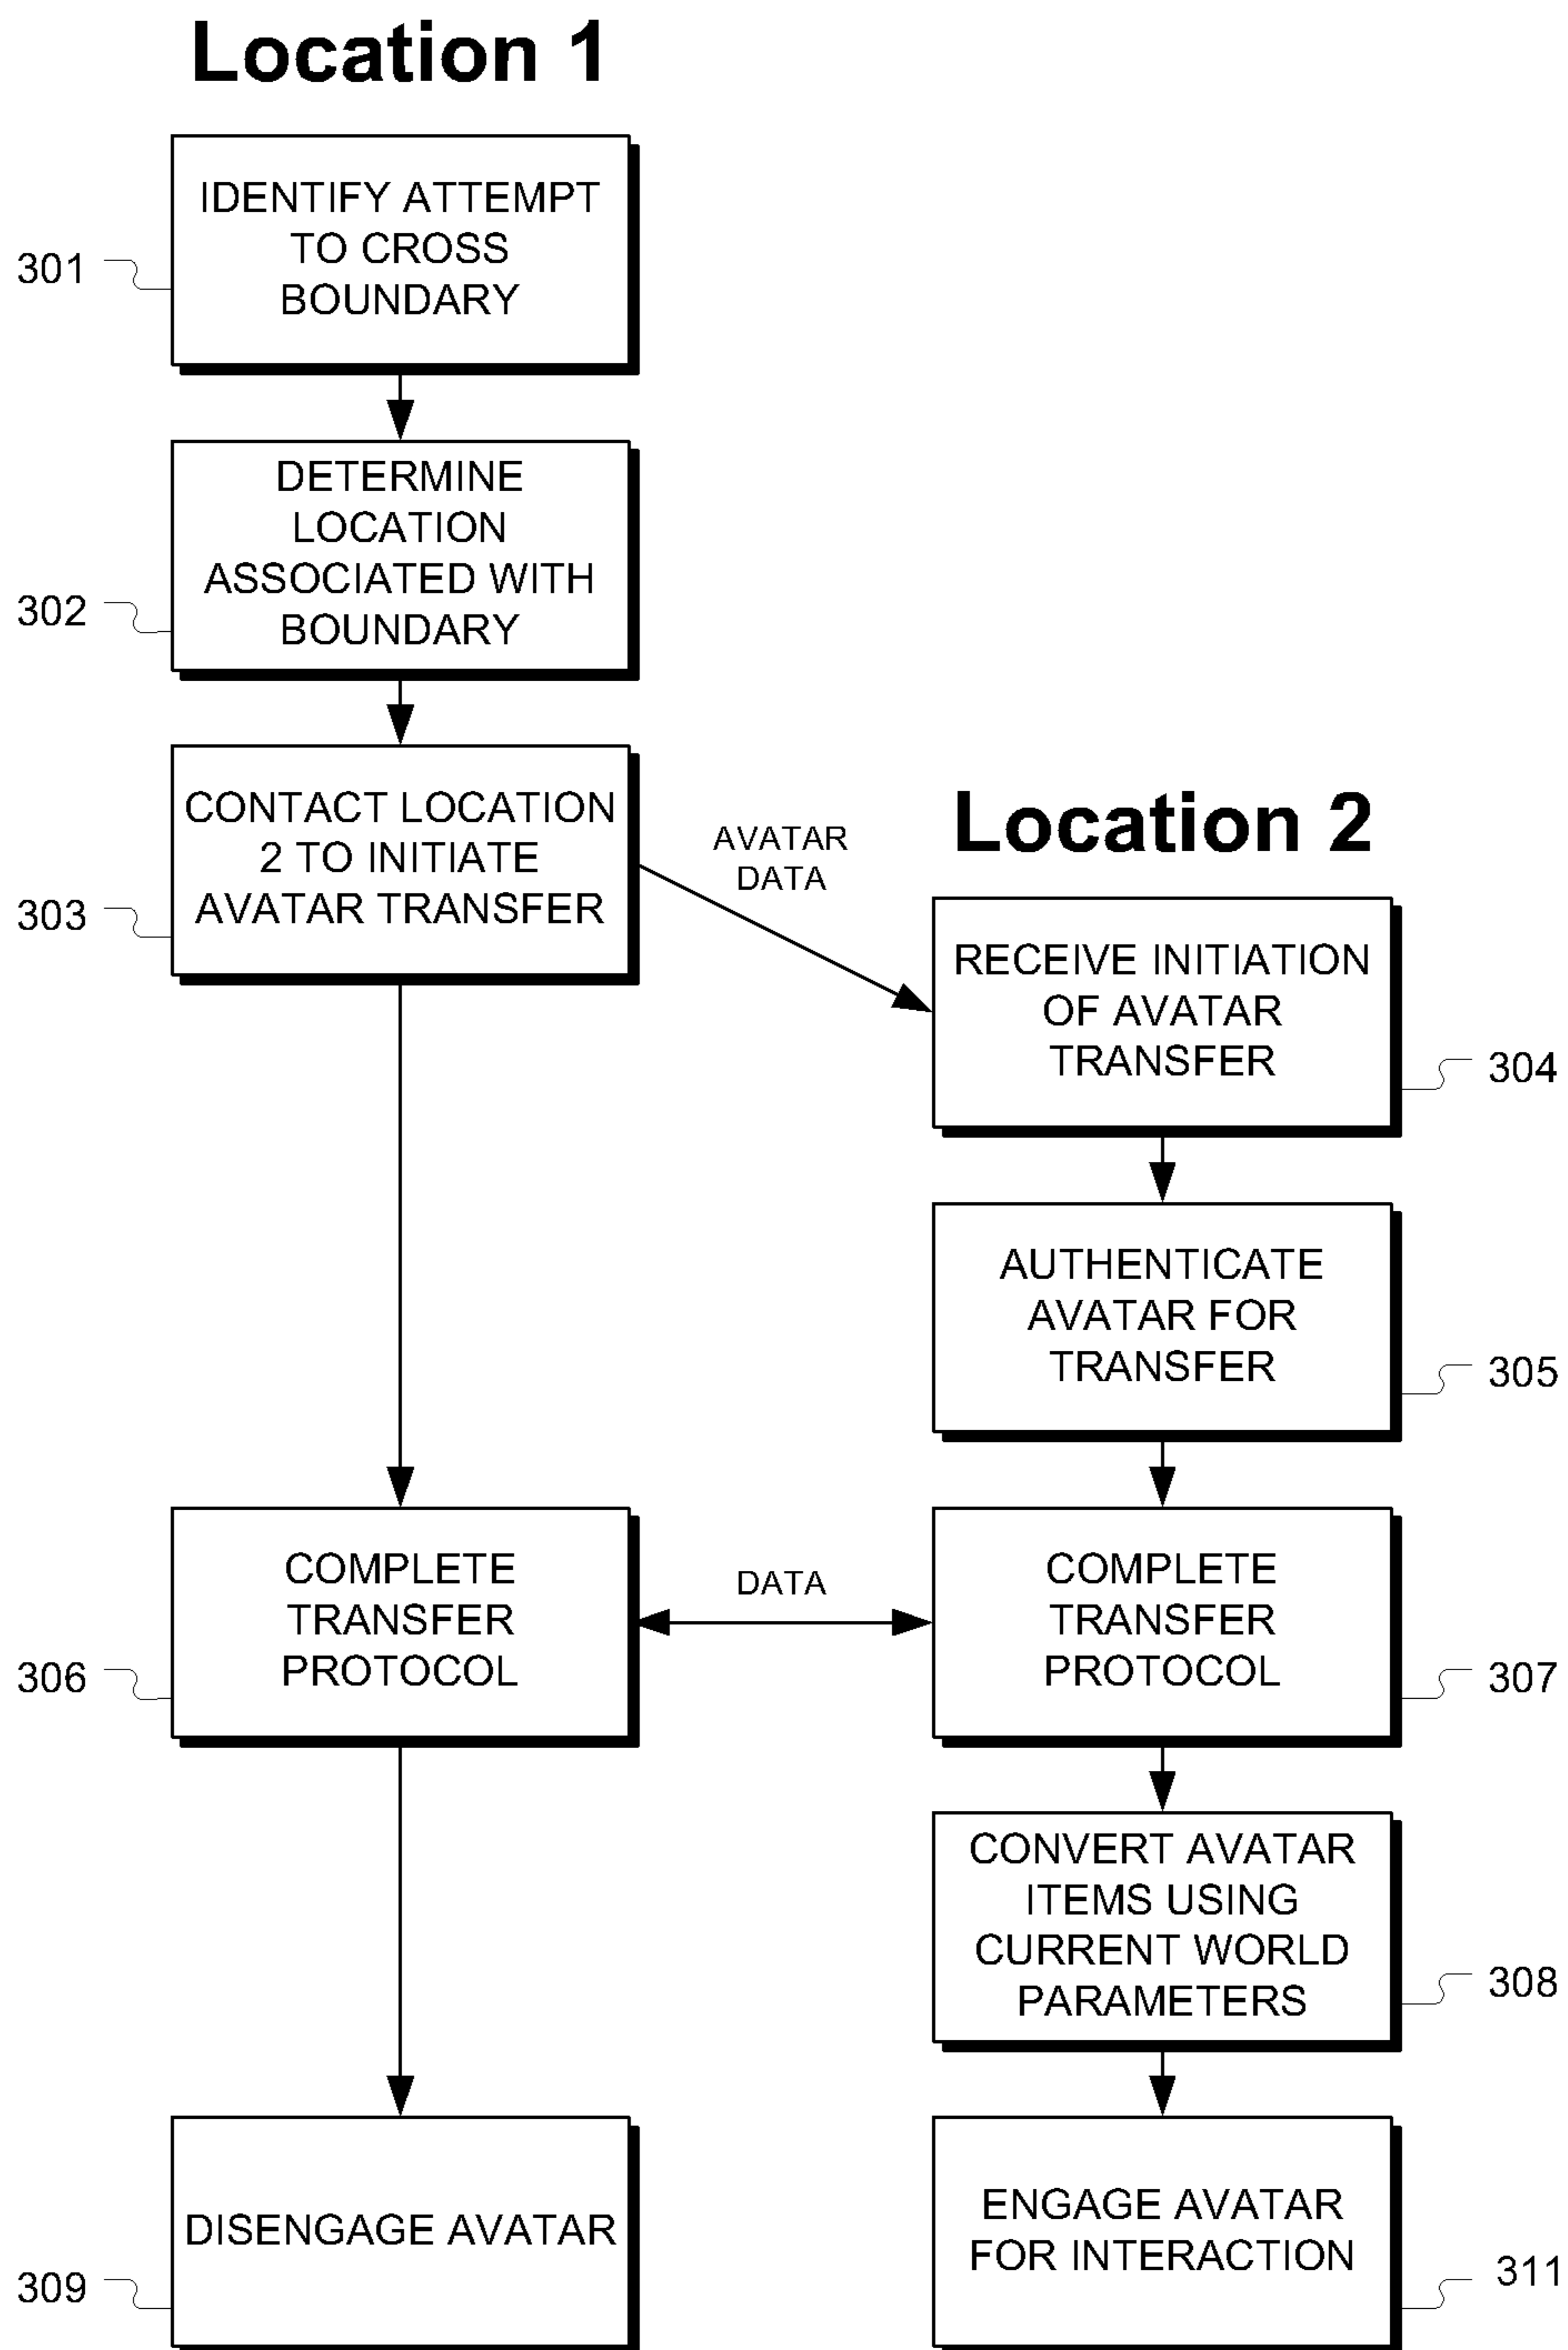 Location 1
IDENTIFY ATTEMPT
TO CROSS
BOUNDARY
301
DETERMINE
LOCATION
ASSOCIATED WITH
BOUNDARY
302
CONTACT LOCATION
2 TO INITIATE
AVATAR TRANSFER
303
AVATAR
DATA
Location 2
RECEIVE INITIATION
OF AVATAR
TRANSFER
304
AUTHENTICATE
AVATAR FOR
TRANSFER
305
COMPLETE
TRANSFER
PROTOCOL
306
DATA
COMPLETE
TRANSFER
PROTOCOL
307
CONVERT AVATAR
ITEMS USING
CURRENT WORLD
PARAMETERS
308
DISENGAGE AVATAR
309
ENGAGE AVATAR
FOR INTERACTION
311